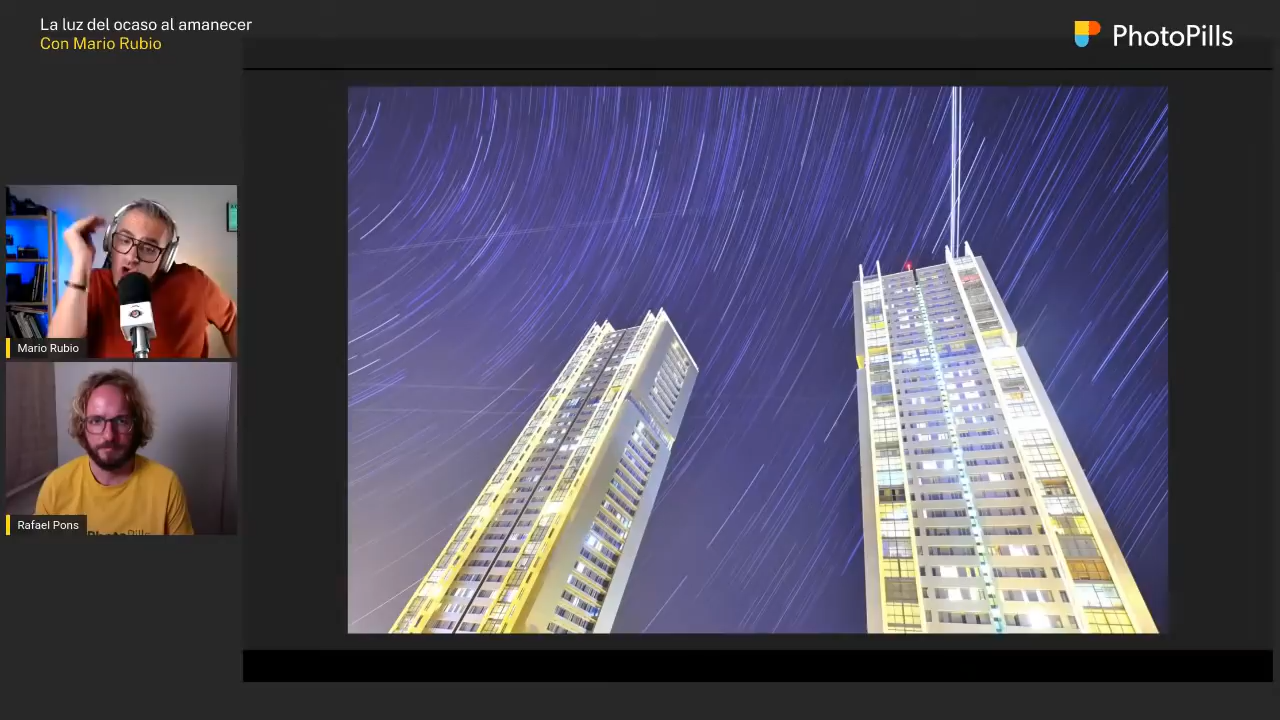 La luz del ocaso al amanecer
Con Mario Rubio
PhotoPills
Mario Rubio
Rafael Pons